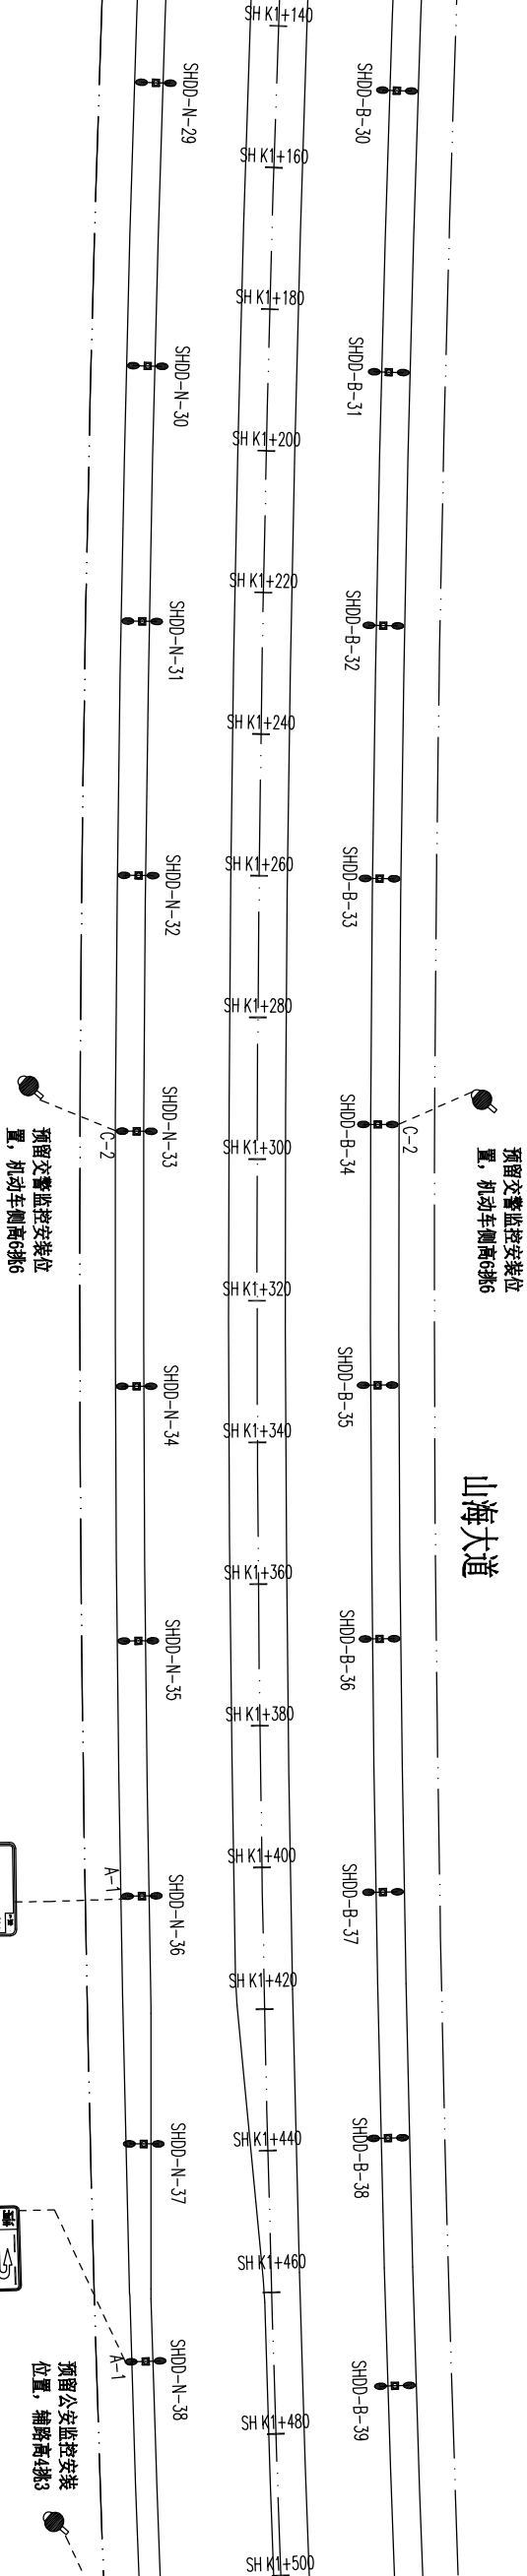 SH K1+140
SHDD-N-29
SHDD-B-30
SH K1+160
SH K1+180
SHDD-N-30
SHDD-B-31
SH K1+200
SH K1+220
SHDD-N-31
SHDD-B-32
SH K1+240
SH K1+260
SHDD-N-32
SHDD-B-33
SH K1+280
SHDD-N-33
C-2
SHDD-B-34
C-2
预留交警监控安装位
置，机动车侧高6挑6
预留交警监控安装位
置，机动车侧高6挑6
SH K1+300
SH K1+320
SHDD-N-34
SHDD-B-35
SH K1+340
山海大道
SH K1+360
SHDD-N-35
SHDD-B-36
SH K1+380
SH K1+400
A-1
SHDD-N-36
SHDD-B-37
SH K1+420
SH K1+440
SHDD-N-37
SHDD-B-38
SH K1+460
SHDD-N-38
A-1
SHDD-B-39
预留公安监控安装
位置，辅路高4挑3
SH K1+480
SH K1+500